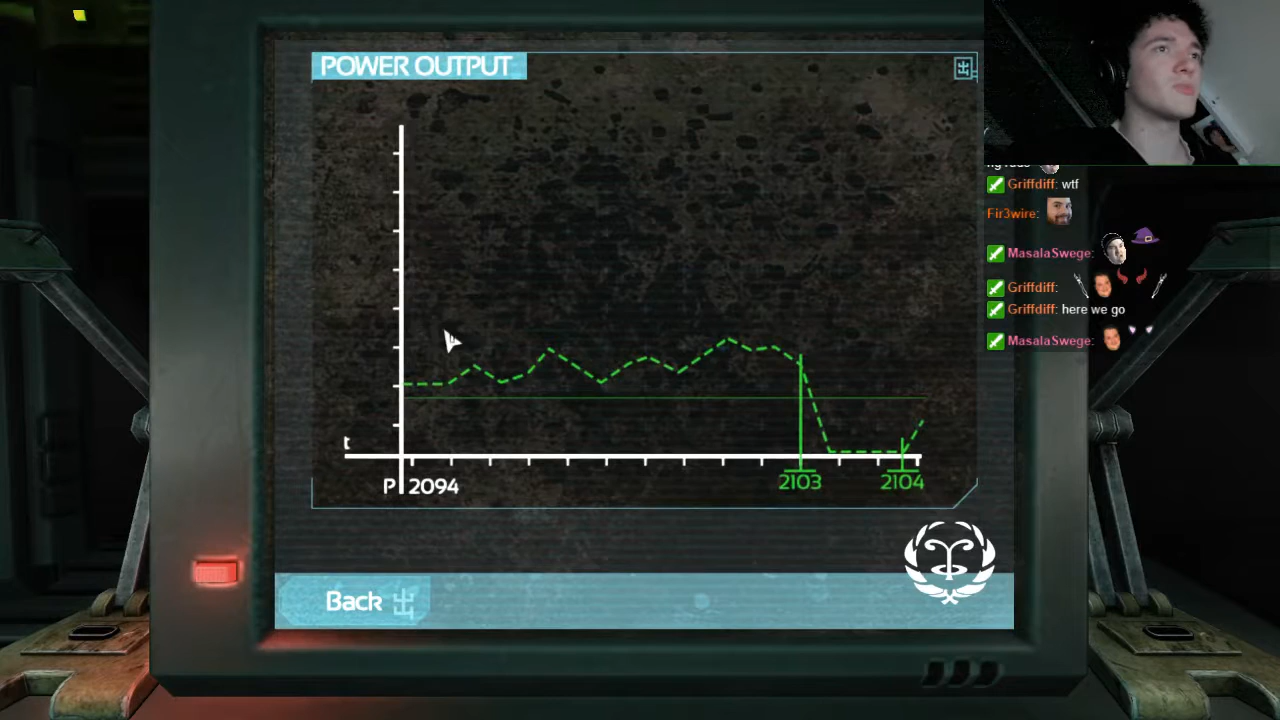 POWER OUTPUT
t
P 2094
2103
2104
Back
Griffdiff: wtf
Fir3wire:
MasalaSwege:
Griffdiff:
Griffdiff: here we go
MasalaSwege: